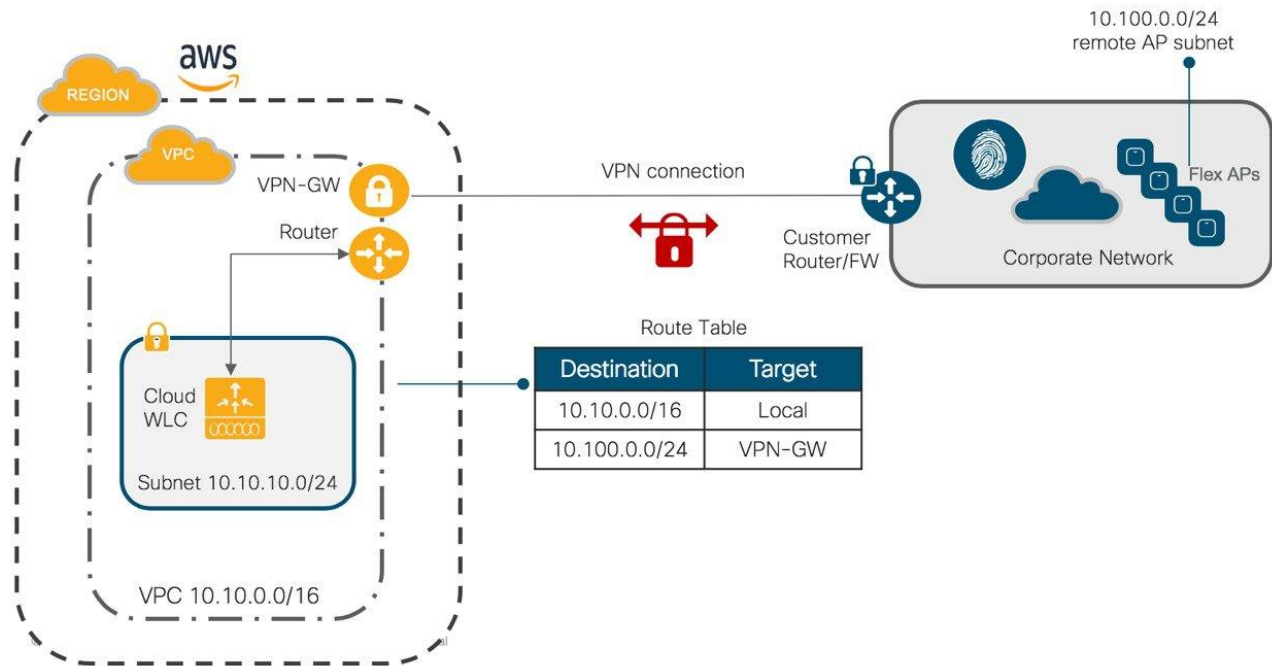 10.100.0.0/24
remote AP subnet
aws
REGION
VPC
VPN-GW
VPN connection
Flex APs
Router
Customer
Router/FW
Corporate Network
Route Table
Destination Target
10.10.0.0/16 Local
10.100.0.0/24 VPN-GW
Cloud
WLC
Subnet 10.10.10.0/24
VPC 10.10.0.0/16